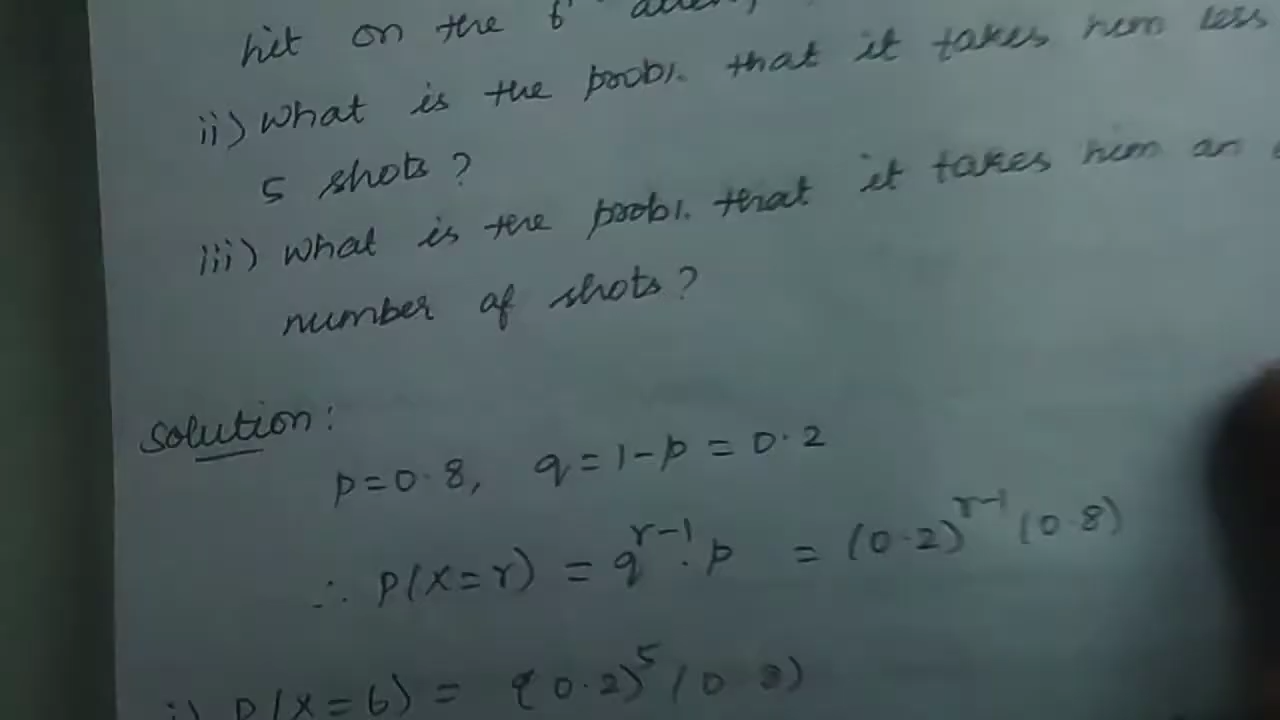 hit on the 6
ii) What is the probl. that it takes him less
5 shots?
iii) What is the probl. that it takes him an
number of shots?
Solution:
p=0.8, q=1-p=0.2
∴ P(X=r) = q^{r-1}.p = (0.2)^{r-1}(0.8)
i) P(X=6) = (0.2)^5(0.8)